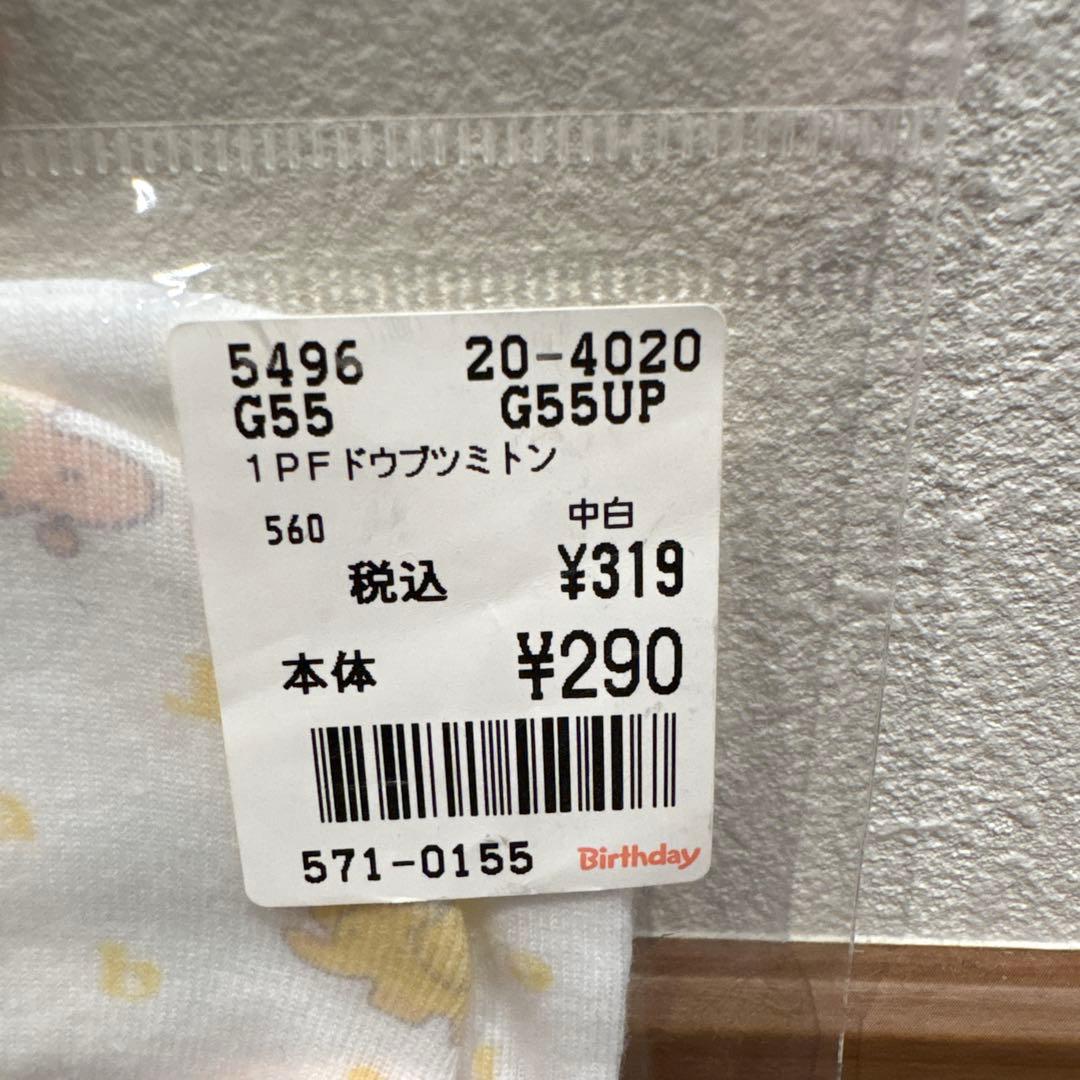 5496 20-4020
G55 G55UP
1PFドウブツミトン
560 中白
税込 ¥319
本体 ¥290
571-0155 Birthday
b